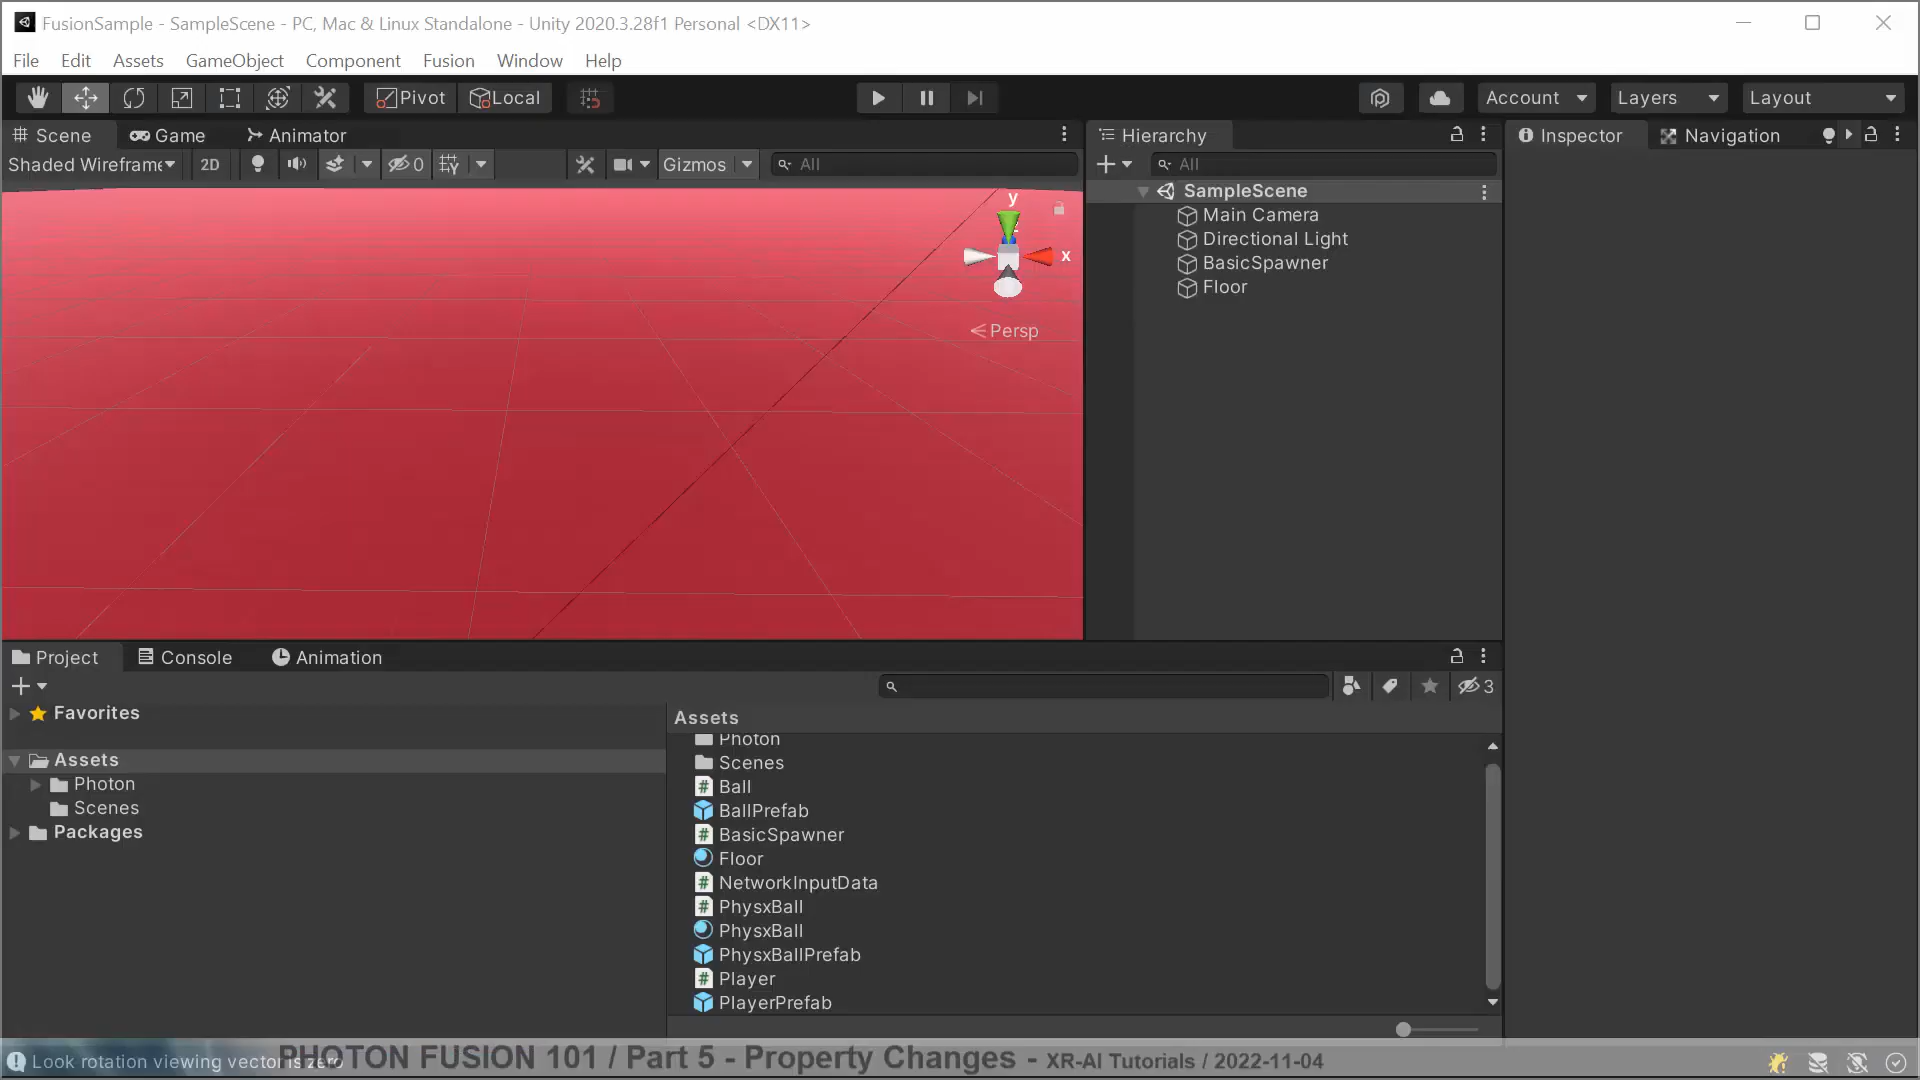 FusionSample - SampleScene - PC, Mac & Linux Standalone - Unity 2020.3.28f1 Personal <DX11>
File Edit Assets GameObject Component Fusion Window Help
Pivot Local Account Layers Layout
Scene Game Animator
Shaded Wirefram 2D 0 Gizmos All
y
x
Persp
Hierarchy
All
SampleScene
Main Camera
Directional Light
BasicSpawner
Floor
Inspector Navigation
Project Console Animation
3
Favorites
Assets
Photon
Scenes
Packages
Assets
Photon
Scenes
Ball
BallPrefab
BasicSpawner
Floor
NetworkInputData
PhysxBall
PhysxBall
PhysxBallPrefab
Player
PlayerPrefab
Look rotation viewing vector is zero
PHOTON FUSION 101 / Part 5 - Property Changes - XR-AI Tutorials / 2022-11-04